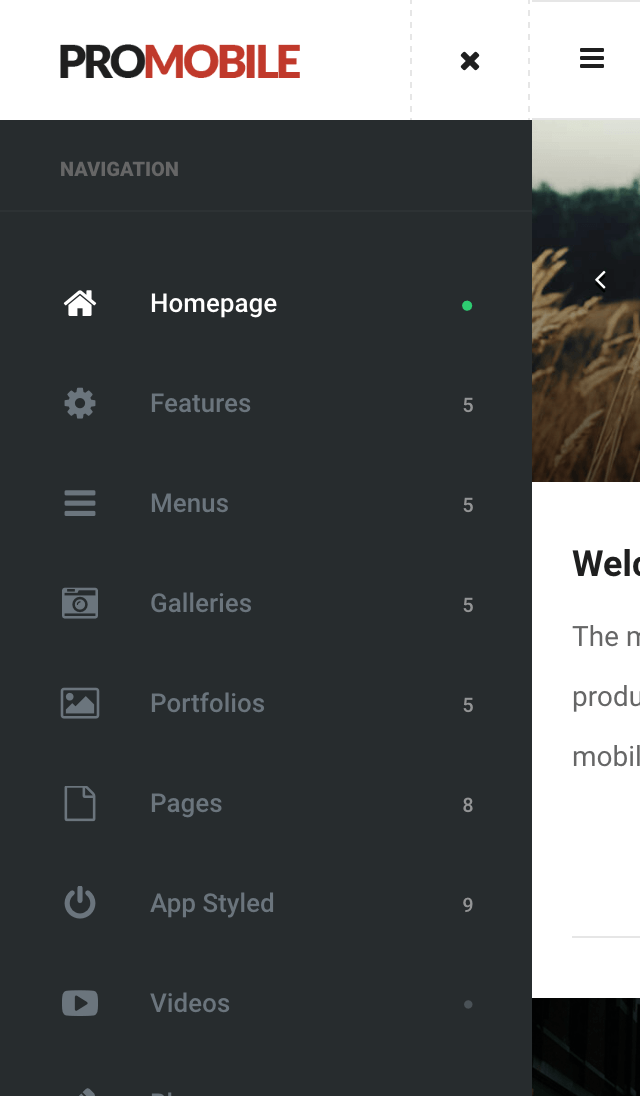 PROMOBILE
NAVIGATION
Homepage
Features 5
Menus 5
Galleries 5
Portfolios 5
Pages 8
App Styled 9
Videos
Welc
The m
produ
mobil